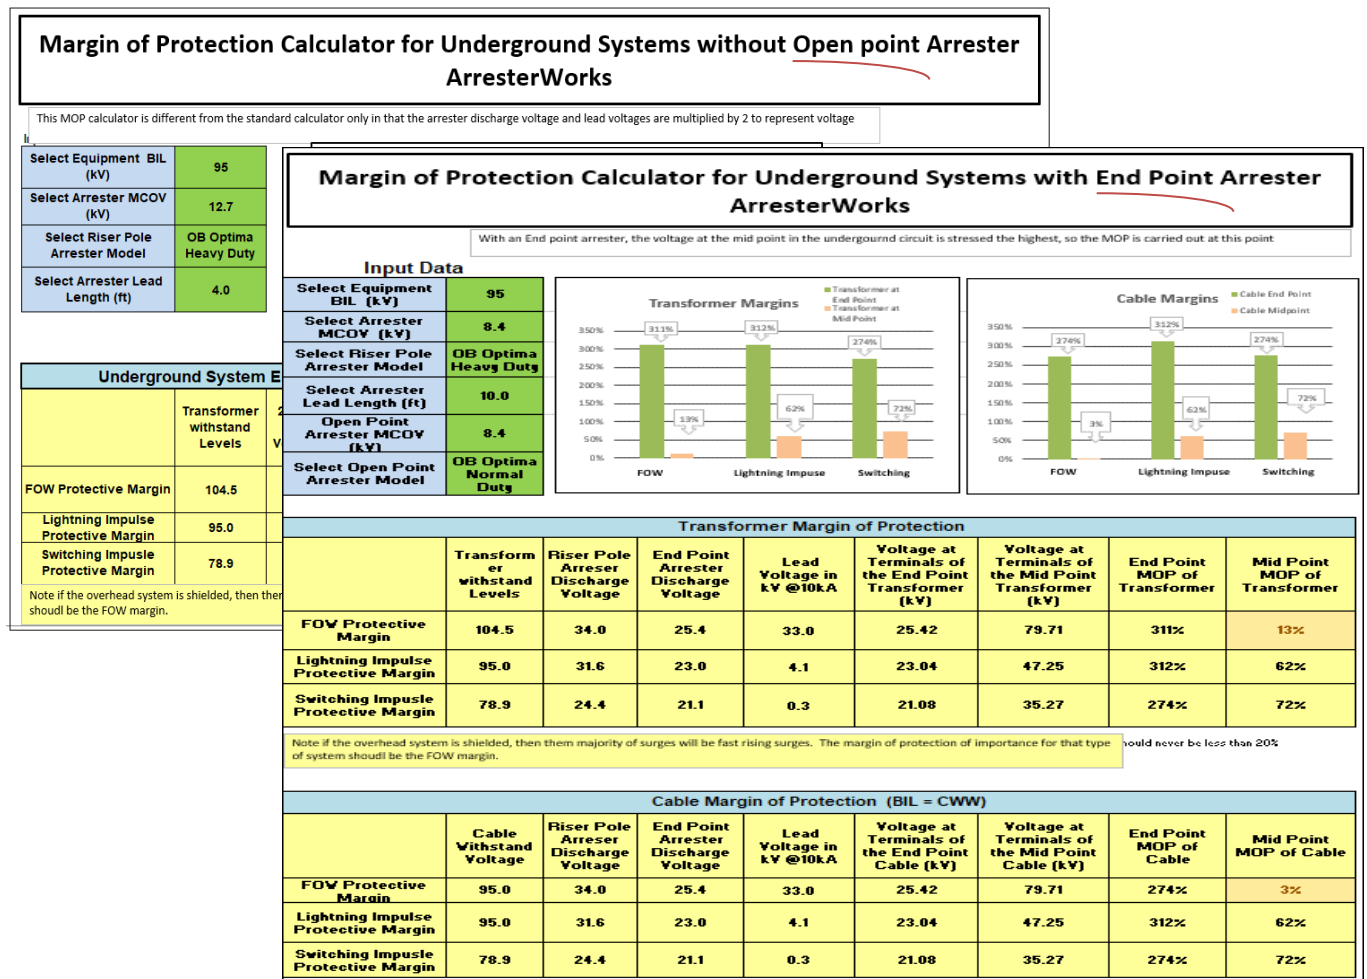 Margin of Protection Calculator for Underground Systems without Open point Arrester
ArresterWorks
This MOP calculator is different from the standard calculator only in that the arrester discharge voltage and lead voltages are multiplied by 2 to represent voltage
Select Equipment BIL
(kV)
95
Select Arrester MCOV
(kV)
12.7
Select Riser Pole
Arrester Model
OB Optima
Heavy Duty
Select Arrester Lead
Length (ft)
4.0
Underground System E
Transformer
withstand
Levels
FOW Protective Margin
104.5
Lightning Impulse
Protective Margin
95.0
Switching Impusle
Protective Margin
78.9
Note if the overhead system is shielded, then ther
shoudl be the FOW margin.
Margin of Protection Calculator for Underground Systems with End Point Arrester
ArresterWorks
With an End point arrester, the voltage at the mid point in the undergournd circuit is stressed the highest, so the MOP is carried out at this point
Input Data
Select Equipment
BIL (kV)
95
Select Arrester
MCOV (kV)
8.4
Select Riser Pole
Arrester Model
OB Optima
Heavy Duty
Select Arrester
Lead Length (ft)
10.0
Open Point
Arrester MCOV
(kV)
8.4
Select Open Point
Arrester Model
OB Optima
Normal
Duty
Transformer Margins
Transformer at
End Point
Transformer at
Mid Point
350%
300%
250%
200%
150%
100%
50%
0%
311%
13%
312%
62%
274%
72%
FOW
Lightning Impuse
Switching
Cable Margins
Cable End Point
Cable Midpoint
350%
300%
250%
200%
150%
100%
50%
0%
274%
3%
312%
62%
274%
72%
FOW
Lightning Impuse
Switching
Transformer Margin of Protection
Transform
er
withstand
Levels
Riser Pole
Arreser
Discharge
Voltage
End Point
Arrester
Discharge
Voltage
Lead
Voltage in
kV @10kA
Voltage at
Terminals of
the End Point
Transformer
(kV)
Voltage at
Terminals of
the Mid Point
Transformer
(kV)
End Point
MOP of
Transformer
Mid Point
MOP of
Transformer
FOW Protective
Margin
104.5 34.0 25.4 33.0 25.42 79.71 311% 13%
Lightning Impulse
Protective Margin
95.0 31.6 23.0 4.1 23.04 47.25 312% 62%
Switching Impusle
Protective Margin
78.9 24.4 21.1 0.3 21.08 35.27 274% 72%
Note if the overhead system is shielded, then them majority of surges will be fast rising surges. The margin of protection of importance for that type
of system shoudl be the FOW margin.
hould never be less than 20%
Cable Margin of Protection (BIL = CWW)
Cable
Withstand
Voltage
Riser Pole
Arreser
Discharge
Voltage
End Point
Arrester
Discharge
Voltage
Lead
Voltage in
kV @10kA
Voltage at
Terminals of
the End Point
Cable (kV)
Voltage at
Terminals of
the Mid Point
Cable (kV)
End Point
MOP of
Cable
Mid Point
MOP of Cable
FOW Protective
Margin
95.0 34.0 25.4 33.0 25.42 79.71 274% 3%
Lightning Impulse
Protective Margin
95.0 31.6 23.0 4.1 23.04 47.25 312% 62%
Switching Impusle
Protective Margin
78.9 24.4 21.1 0.3 21.08 35.27 274% 72%